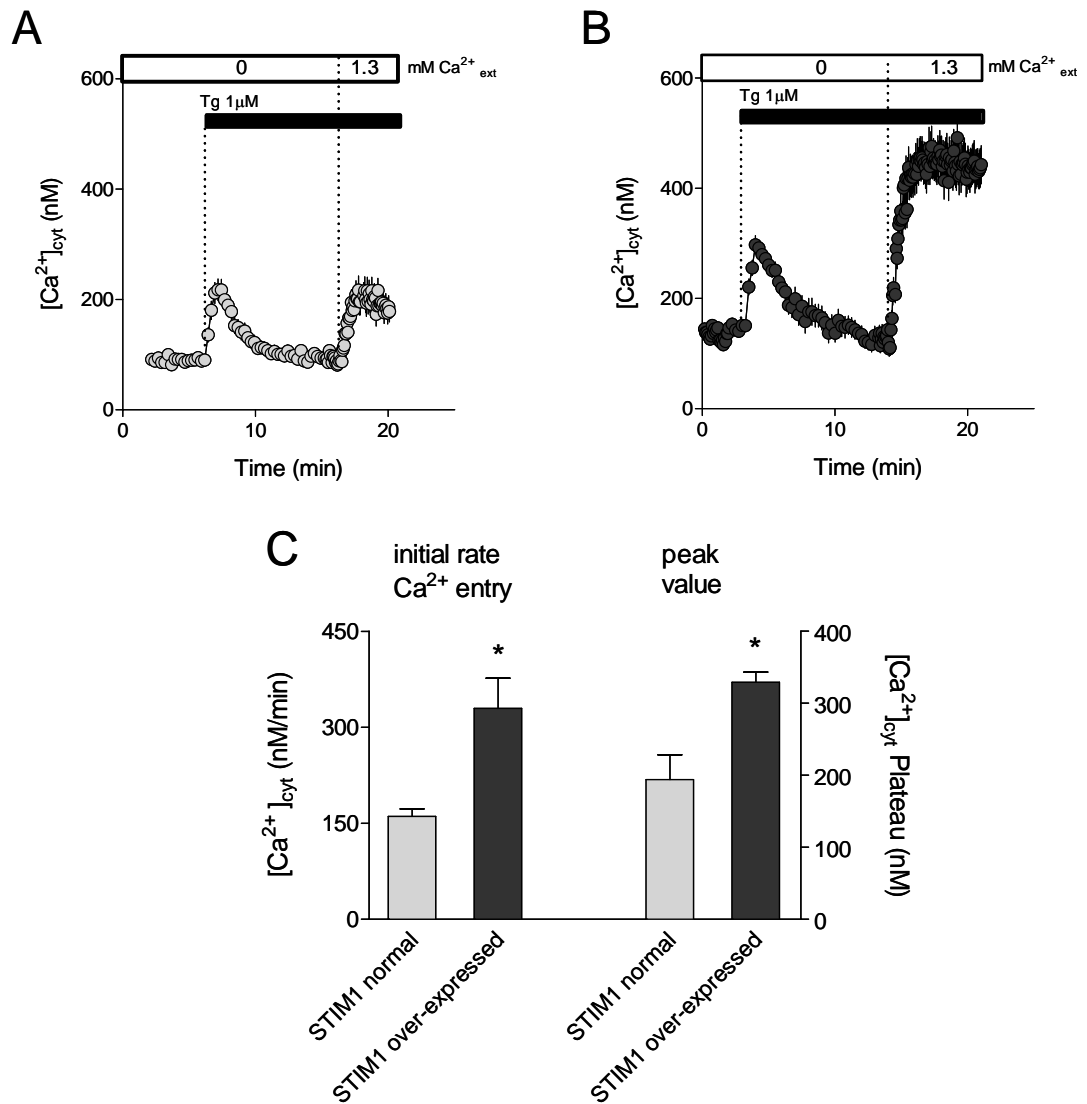 A
0 1.3 mM Ca²⁺ ext
Tg 1μM
600
400
200
0
[Ca²⁺]cyt (nM)
0 10 20
Time (min)
B
0 1.3 mM Ca²⁺ ext
Tg 1μM
600
400
200
0
[Ca²⁺]cyt (nM)
0 10 20
Time (min)
C
initial rate
Ca²⁺ entry
peak
value
450
300
150
0
[Ca²⁺]cyt (nM/min)
*
*
400
300
200
100
0
[Ca²⁺]cyt Plateau (nM)
STIM1 normal
STIM1 over-expressed
STIM1 normal
STIM1 over-expressed